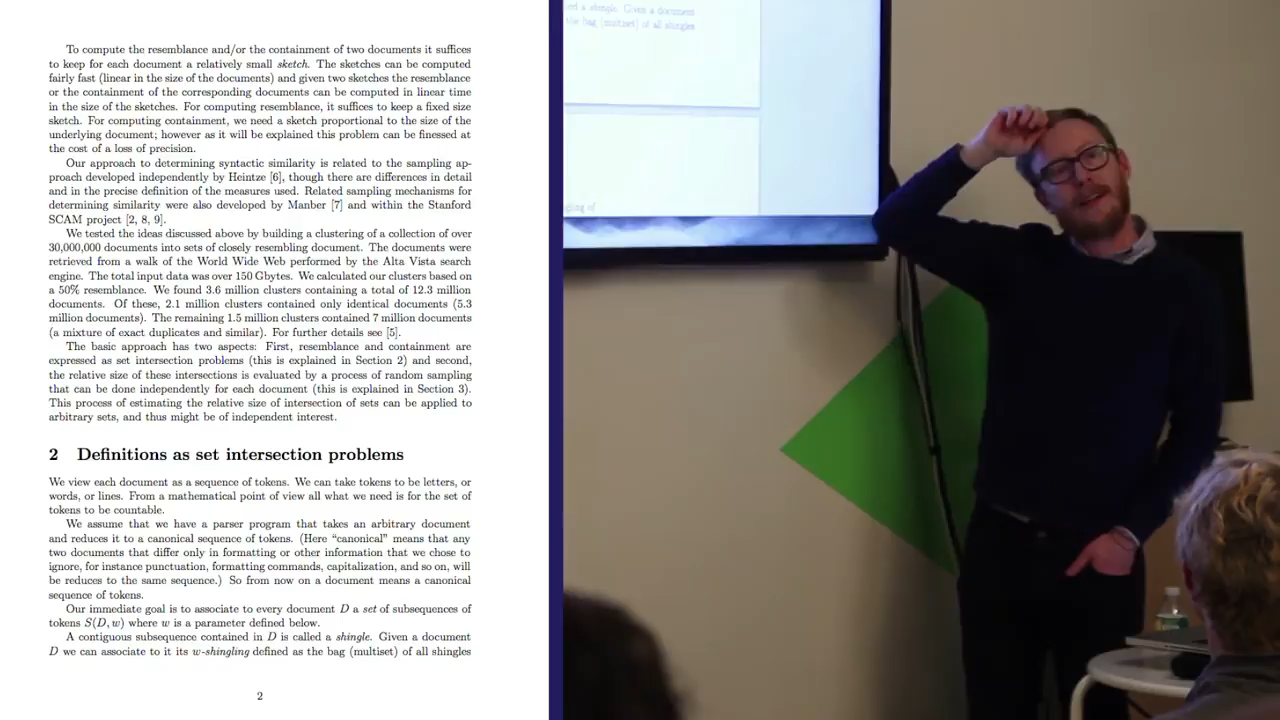 To compute the resemblance and/or the containment of two documents it suffices
to keep for each document a relatively small sketch. The sketches can be computed
fairly fast (linear in the size of the documents) and given two sketches the resemblance
or the containment of the corresponding documents can be computed in linear time
in the size of the sketches. For computing resemblance, it suffices to keep a fixed size
sketch. For computing containment, we need a sketch proportional to the size of the
underlying document; however as it will be explained this problem can be finessed at
the cost of a loss of precision.
Our approach to determining syntactic similarity is related to the sampling ap-
proach developed independently by Heintze [6], though there are differences in detail
and in the precise definition of the measures used. Related sampling mechanisms for
determining similarity were also developed by Manber [7] and within the Stanford
SCAM project [2, 8, 9].
We tested the ideas discussed above by building a clustering of a collection of over
30,000,000 documents into sets of closely resembling document. The documents were
retrieved from a walk of the World Wide Web performed by the Alta Vista search
engine. The total input data was over 150 Gbytes. We calculated our clusters based on
a 50% resemblance. We found 3.6 million clusters containing a total of 12.3 million
documents. Of these, 2.1 million clusters contained only identical documents (5.3
million documents). The remaining 1.5 million clusters contained 7 million documents
(a mixture of exact duplicates and similar). For further details see [5].
The basic approach has two aspects: First, resemblance and containment are
expressed as set intersection problems (this is explained in Section 2) and second,
the relative size of these intersections is evaluated by a process of random sampling
that can be done independently for each document (this is explained in Section 3).
This process of estimating the relative size of intersection of sets can be applied to
arbitrary sets, and thus might be of independent interest.
2 Definitions as set intersection problems
We view each document as a sequence of tokens. We can take tokens to be letters, or
words, or lines. From a mathematical point of view all what we need is for the set of
tokens to be countable.
We assume that we have a parser program that takes an arbitrary document
and reduces it to a canonical sequence of tokens. (Here “canonical” means that any
two documents that differ only in formatting or other information that we chose to
ignore, for instance punctuation, formatting commands, capitalization, and so on, will
be reduces to the same sequence.) So from now on a document means a canonical
sequence of tokens.
Our immediate goal is to associate to every document D a set of subsequences of
tokens S(D, w) where w is a parameter defined below.
A contiguous subsequence contained in D is called a shingle. Given a document
D we can associate to it its w-shingling defined as the bag (multiset) of all shingles
2
a shingle. Given a document
the bag (multiset) of all shingles
of